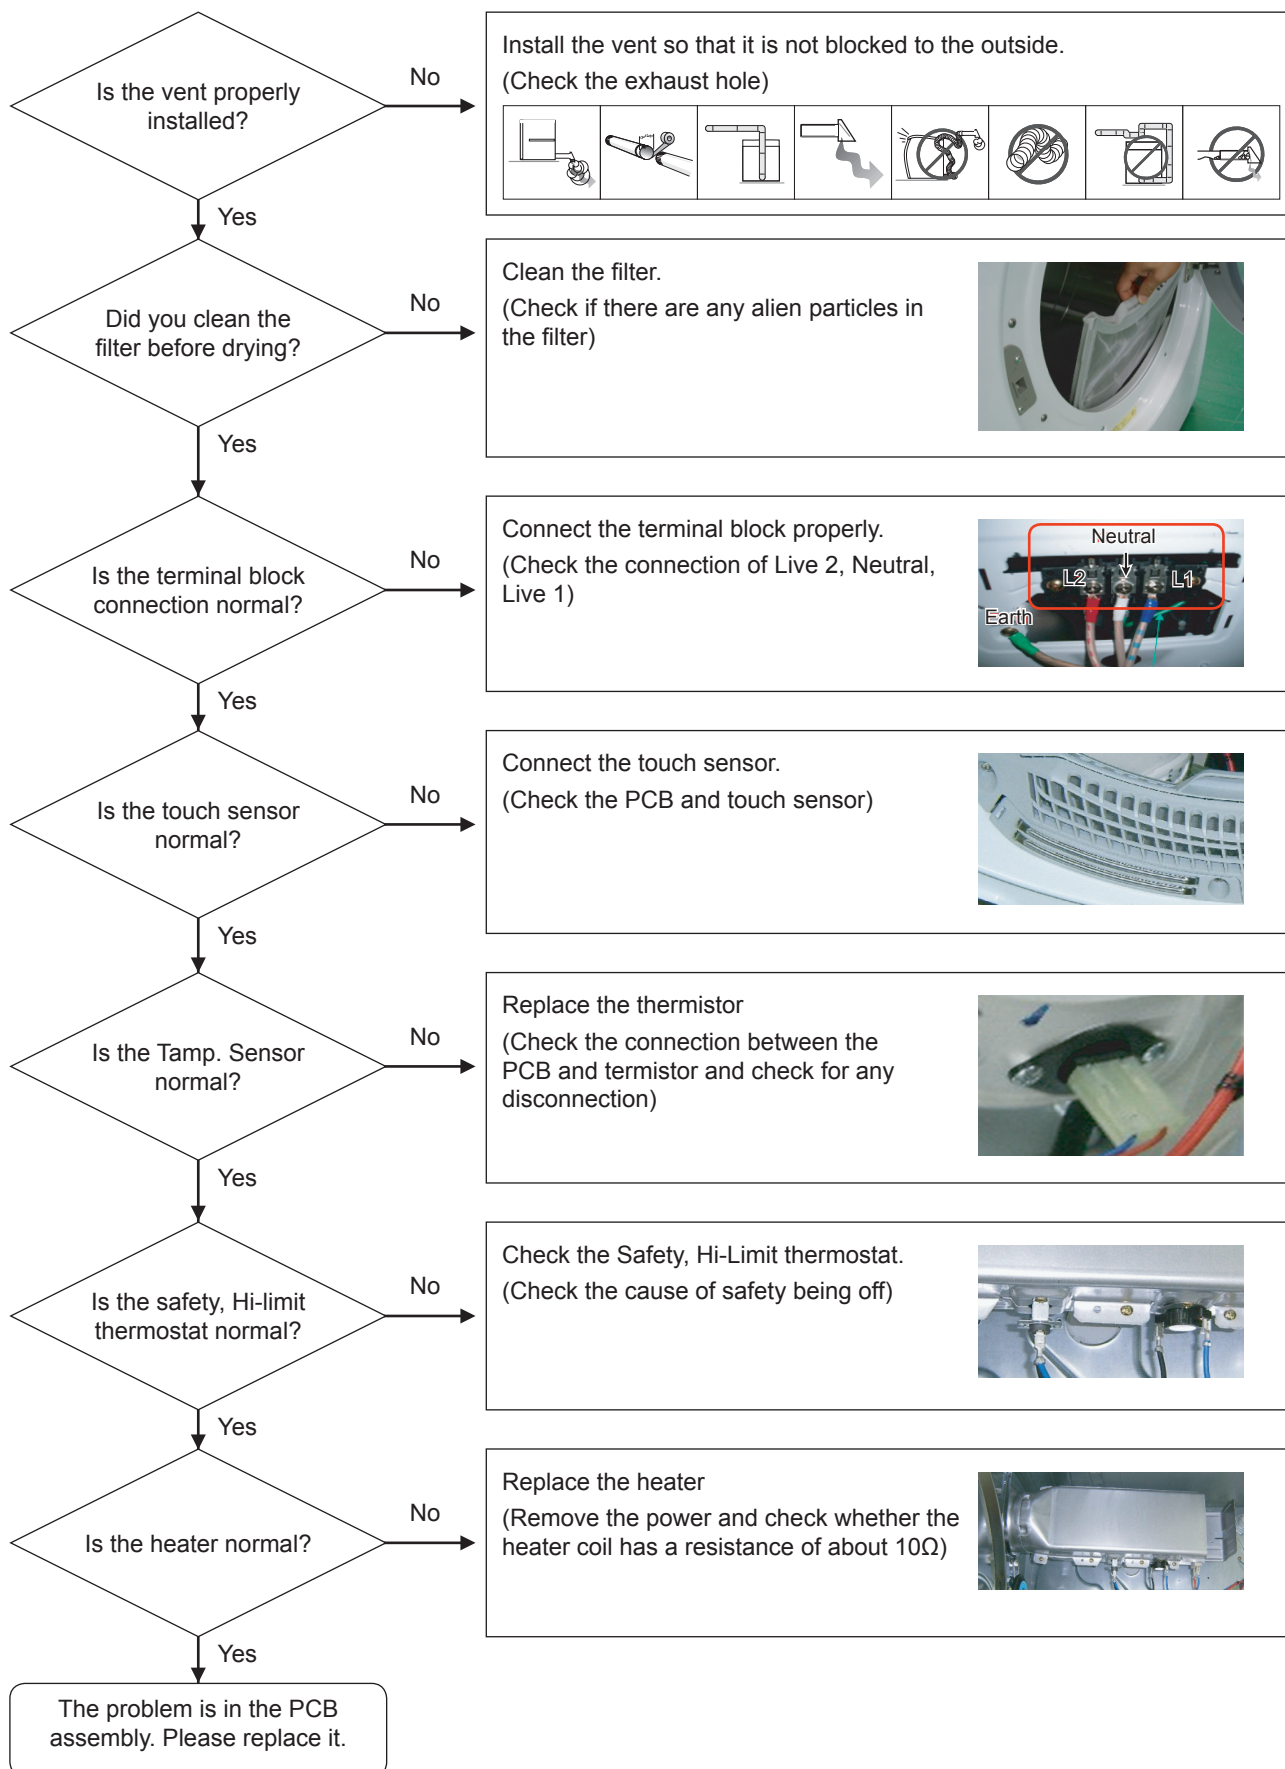 Is the vent properly
installed?
No
Install the vent so that it is not blocked to the outside.
(Check the exhaust hole)
Yes
Did you clean the
filter before drying?
No
Clean the filter.
(Check if there are any alien particles in
the filter)
Yes
Is the terminal block
connection normal?
No
Connect the terminal block properly.
(Check the connection of Live 2, Neutral,
Live 1)
Neutral
L2
L1
Earth
Yes
Is the touch sensor
normal?
No
Connect the touch sensor.
(Check the PCB and touch sensor)
Yes
Is the Tamp. Sensor
normal?
No
Replace the thermistor
(Check the connection between the
PCB and termistor and check for any
disconnection)
Yes
Is the safety, Hi-limit
thermostat normal?
No
Check the Safety, Hi-Limit thermostat.
(Check the cause of safety being off)
Yes
Is the heater normal?
No
Replace the heater
(Remove the power and check whether the
heater coil has a resistance of about 10Ω)
Yes
The problem is in the PCB
assembly. Please replace it.